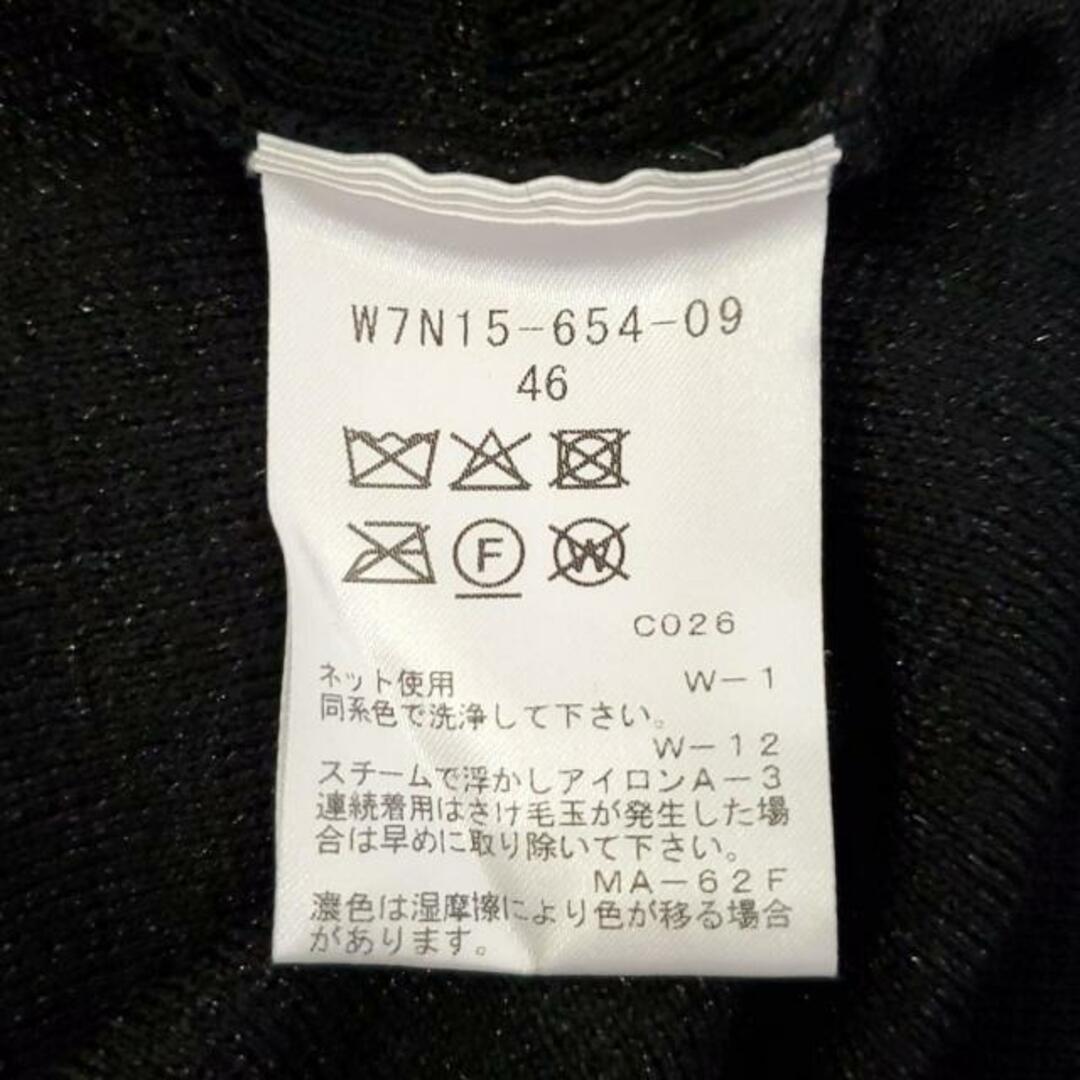 W7N15-654-09
46
F
W
C026
ネット使用 W-1
同系色で洗浄して下さい。
W-12
スチームで浮かしアイロンA-3
連続着用はさけ毛玉が発生した場
合は早めに取り除いて下さい。
MA-62F
濃色は湿摩擦により色が移る場合
があります。